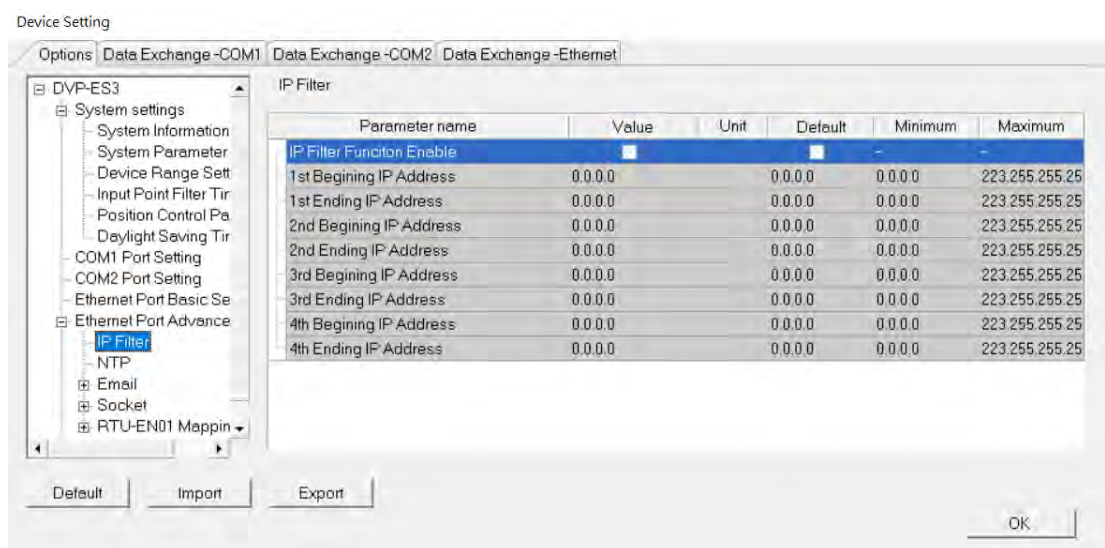 Device Setting
Options Data Exchange -COM1 Data Exchange -COM2 Data Exchange -Ethernet
DVP-ES3
System settings
System Information
System Parameter
Device Range Sett
Input Point Filter Tir
Position Control Pa
Daylight Saving Tir
COM1 Port Setting
COM2 Port Setting
Ethernet Port Basic Se
Ethernet Port Advance
IP Filter
NTP
Email
Socket
RTU-EN01 Mappin
IP Filter
Parameter name Value Unit Default Minimum Maximum
IP Filter Funciton Enable - -
1st Begining IP Address 0.0.0.0 0.0.0.0 0.0.0.0 223.255.255.25
1st Ending IP Address 0.0.0.0 0.0.0.0 0.0.0.0 223.255.255.25
2nd Begining IP Address 0.0.0.0 0.0.0.0 0.0.0.0 223.255.255.25
2nd Ending IP Address 0.0.0.0 0.0.0.0 0.0.0.0 223.255.255.25
3rd Begining IP Address 0.0.0.0 0.0.0.0 0.0.0.0 223.255.255.25
3rd Ending IP Address 0.0.0.0 0.0.0.0 0.0.0.0 223.255.255.25
4th Begining IP Address 0.0.0.0 0.0.0.0 0.0.0.0 223.255.255.25
4th Ending IP Address 0.0.0.0 0.0.0.0 0.0.0.0 223.255.255.25
Default Import Export
OK